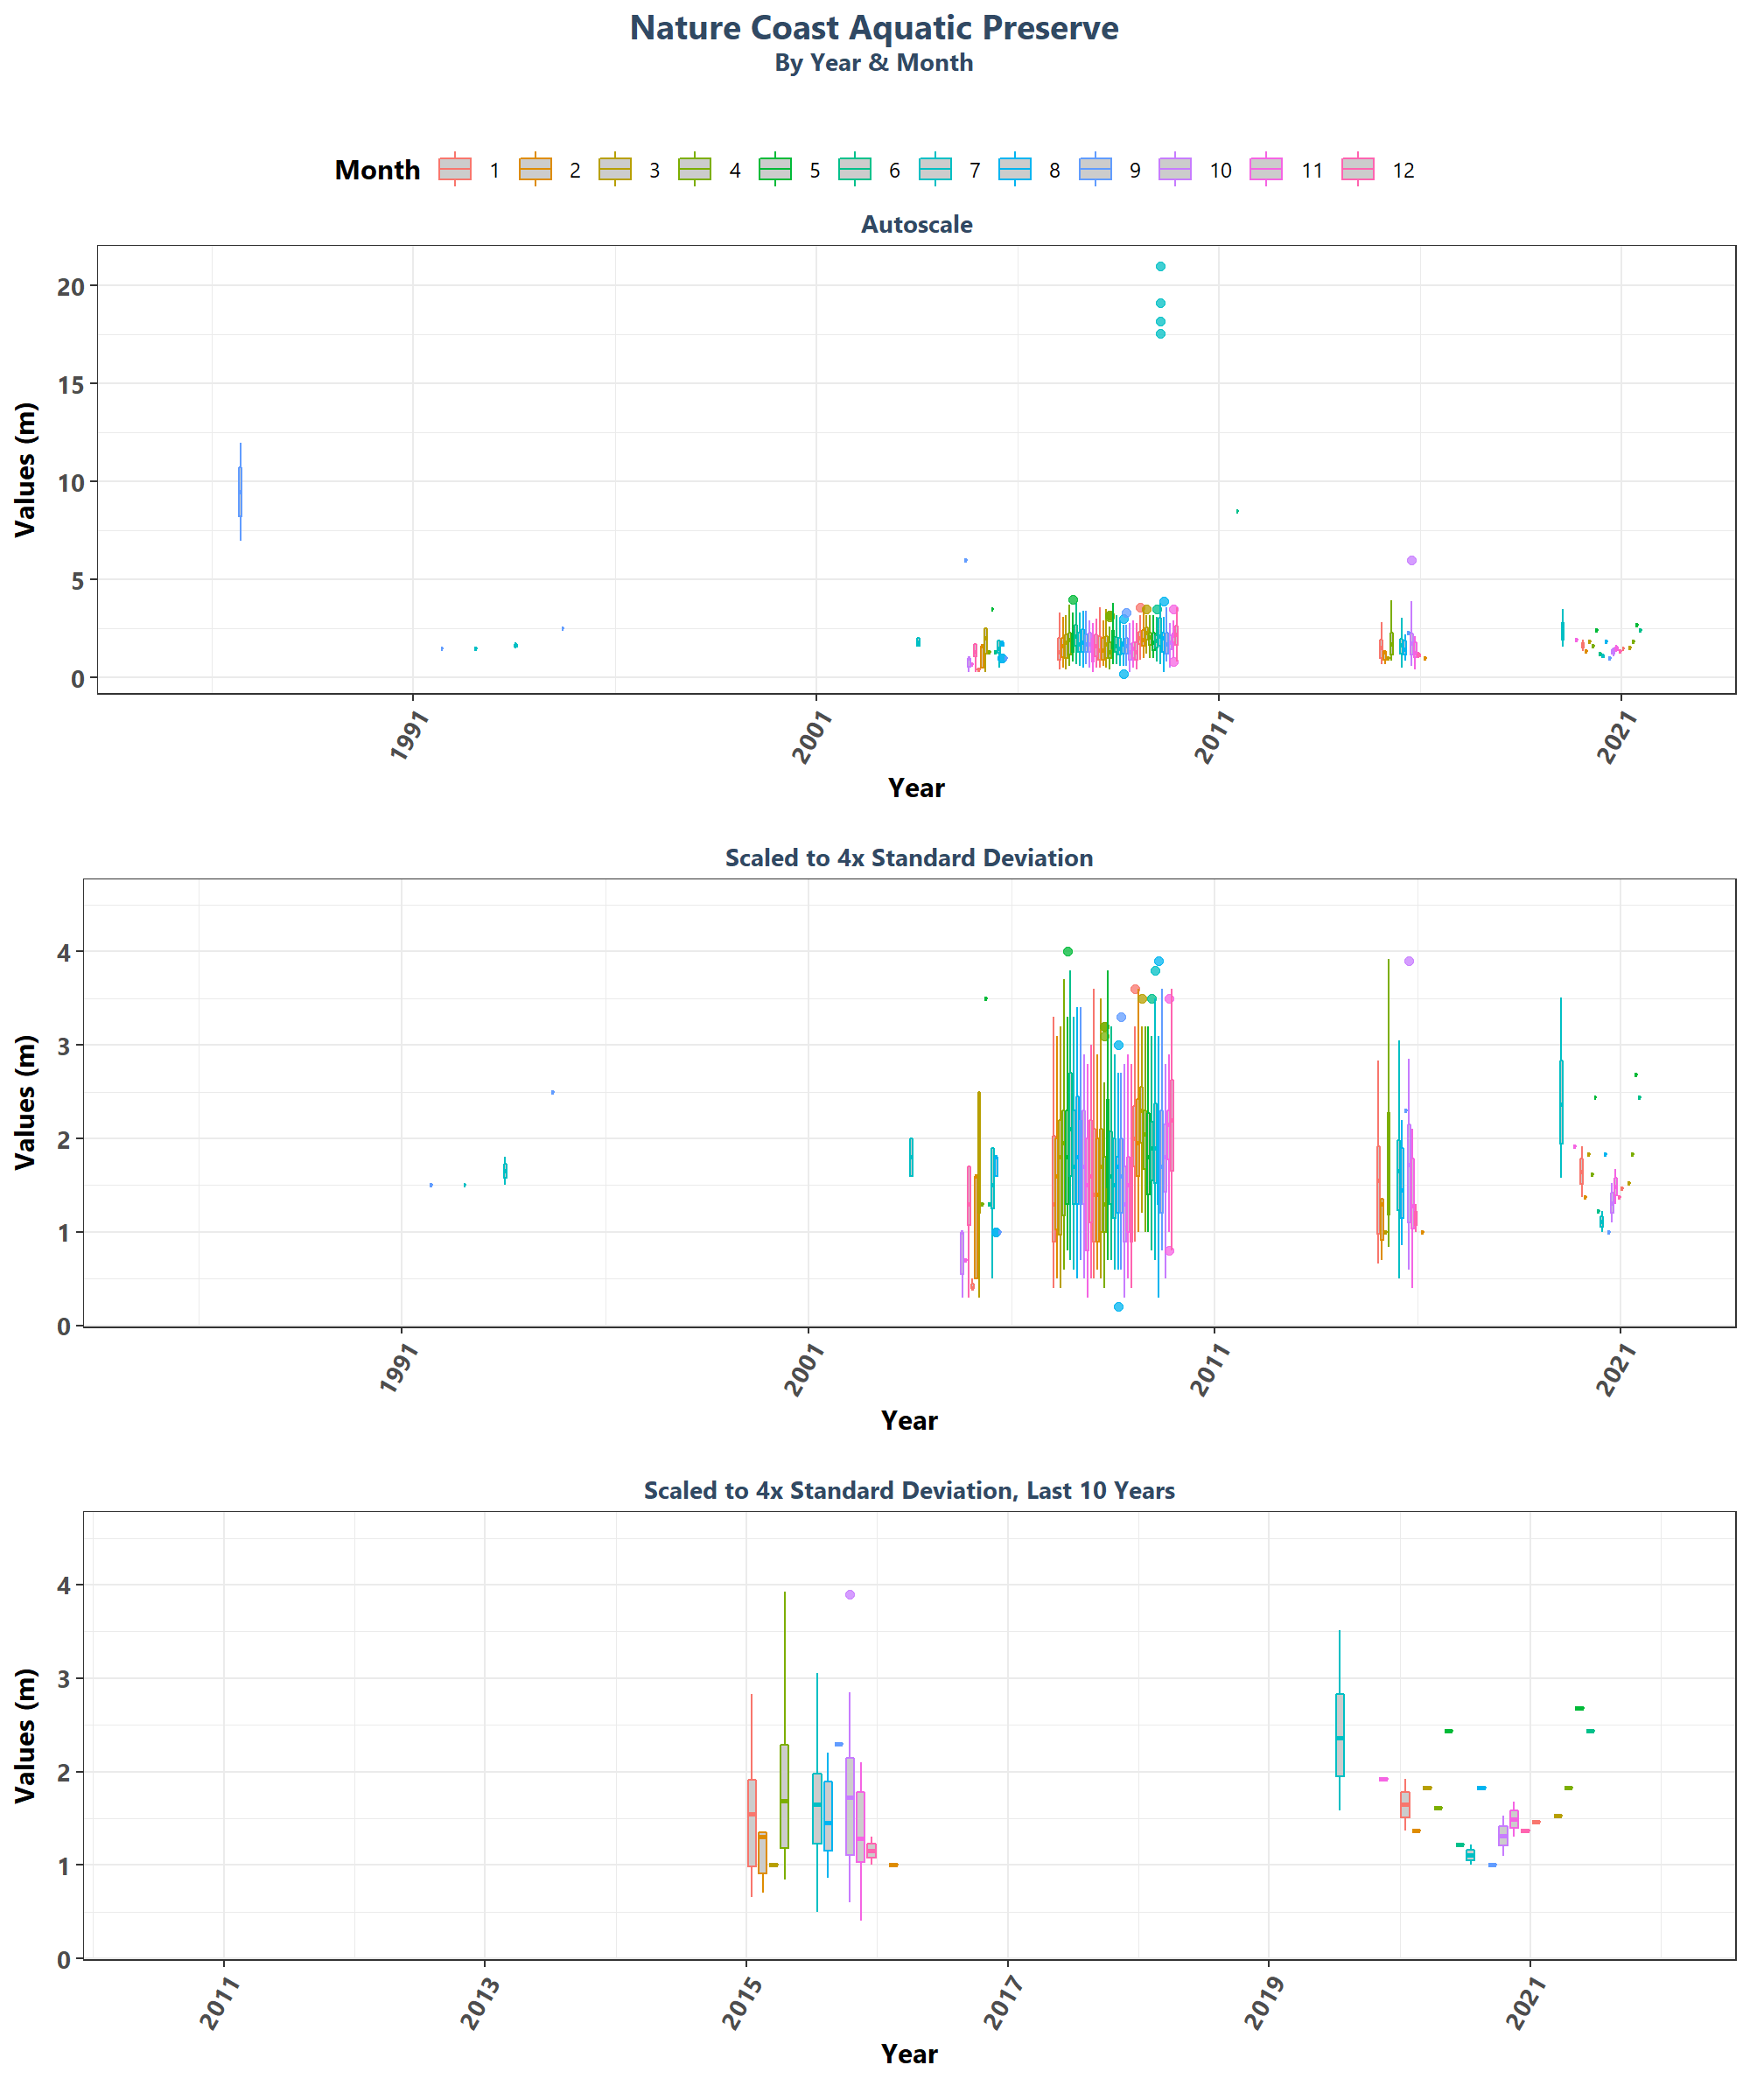 Nature Coast Aquatic Preserve
By Year & Month
Month 1 2 3 4 5 6 7 8 9 10 11 12
Autoscale
20
15
10
5
0
Values (m)
1991 2001 2011 2021
Year
Scaled to 4x Standard Deviation
4
3
2
1
0
Values (m)
1991 2001 2011 2021
Year
Scaled to 4x Standard Deviation, Last 10 Years
4
3
2
1
0
Values (m)
2011 2013 2015 2017 2019 2021
Year